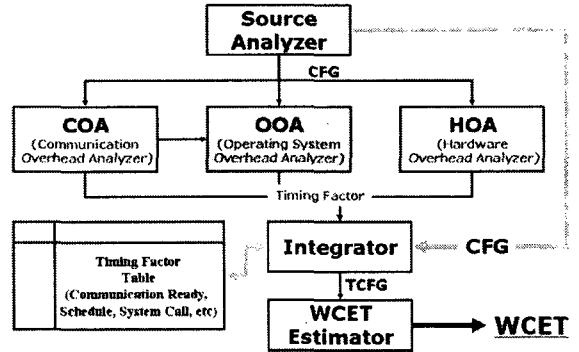 Source
Analyzer
CFG
COA
(Communication
Overhead Analyzer)
OOA
(Operating System
Overhead Analyzer)
HOA
(Hardware
Overhead Analyzer)
Timing Factor
Timing Factor
Table
(Communication Ready,
Schedule, System Call, etc)
Integrator
CFG
TCFG
WCET
Estimator
WCET